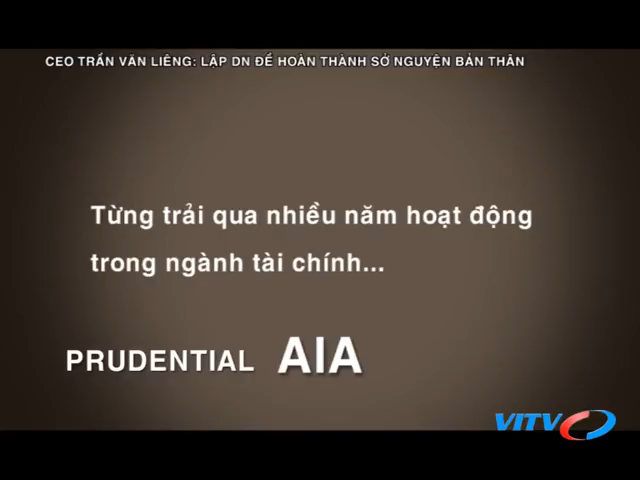 CEO TRẦN VĂN LIÊNG: LẬP DN ĐỂ HOÀN THÀNH SỞ NGUYỆN BẢN THÂN
Từng trải qua nhiều năm hoạt động
trong ngành tài chính...
PRUDENTIAL AIA
VITV